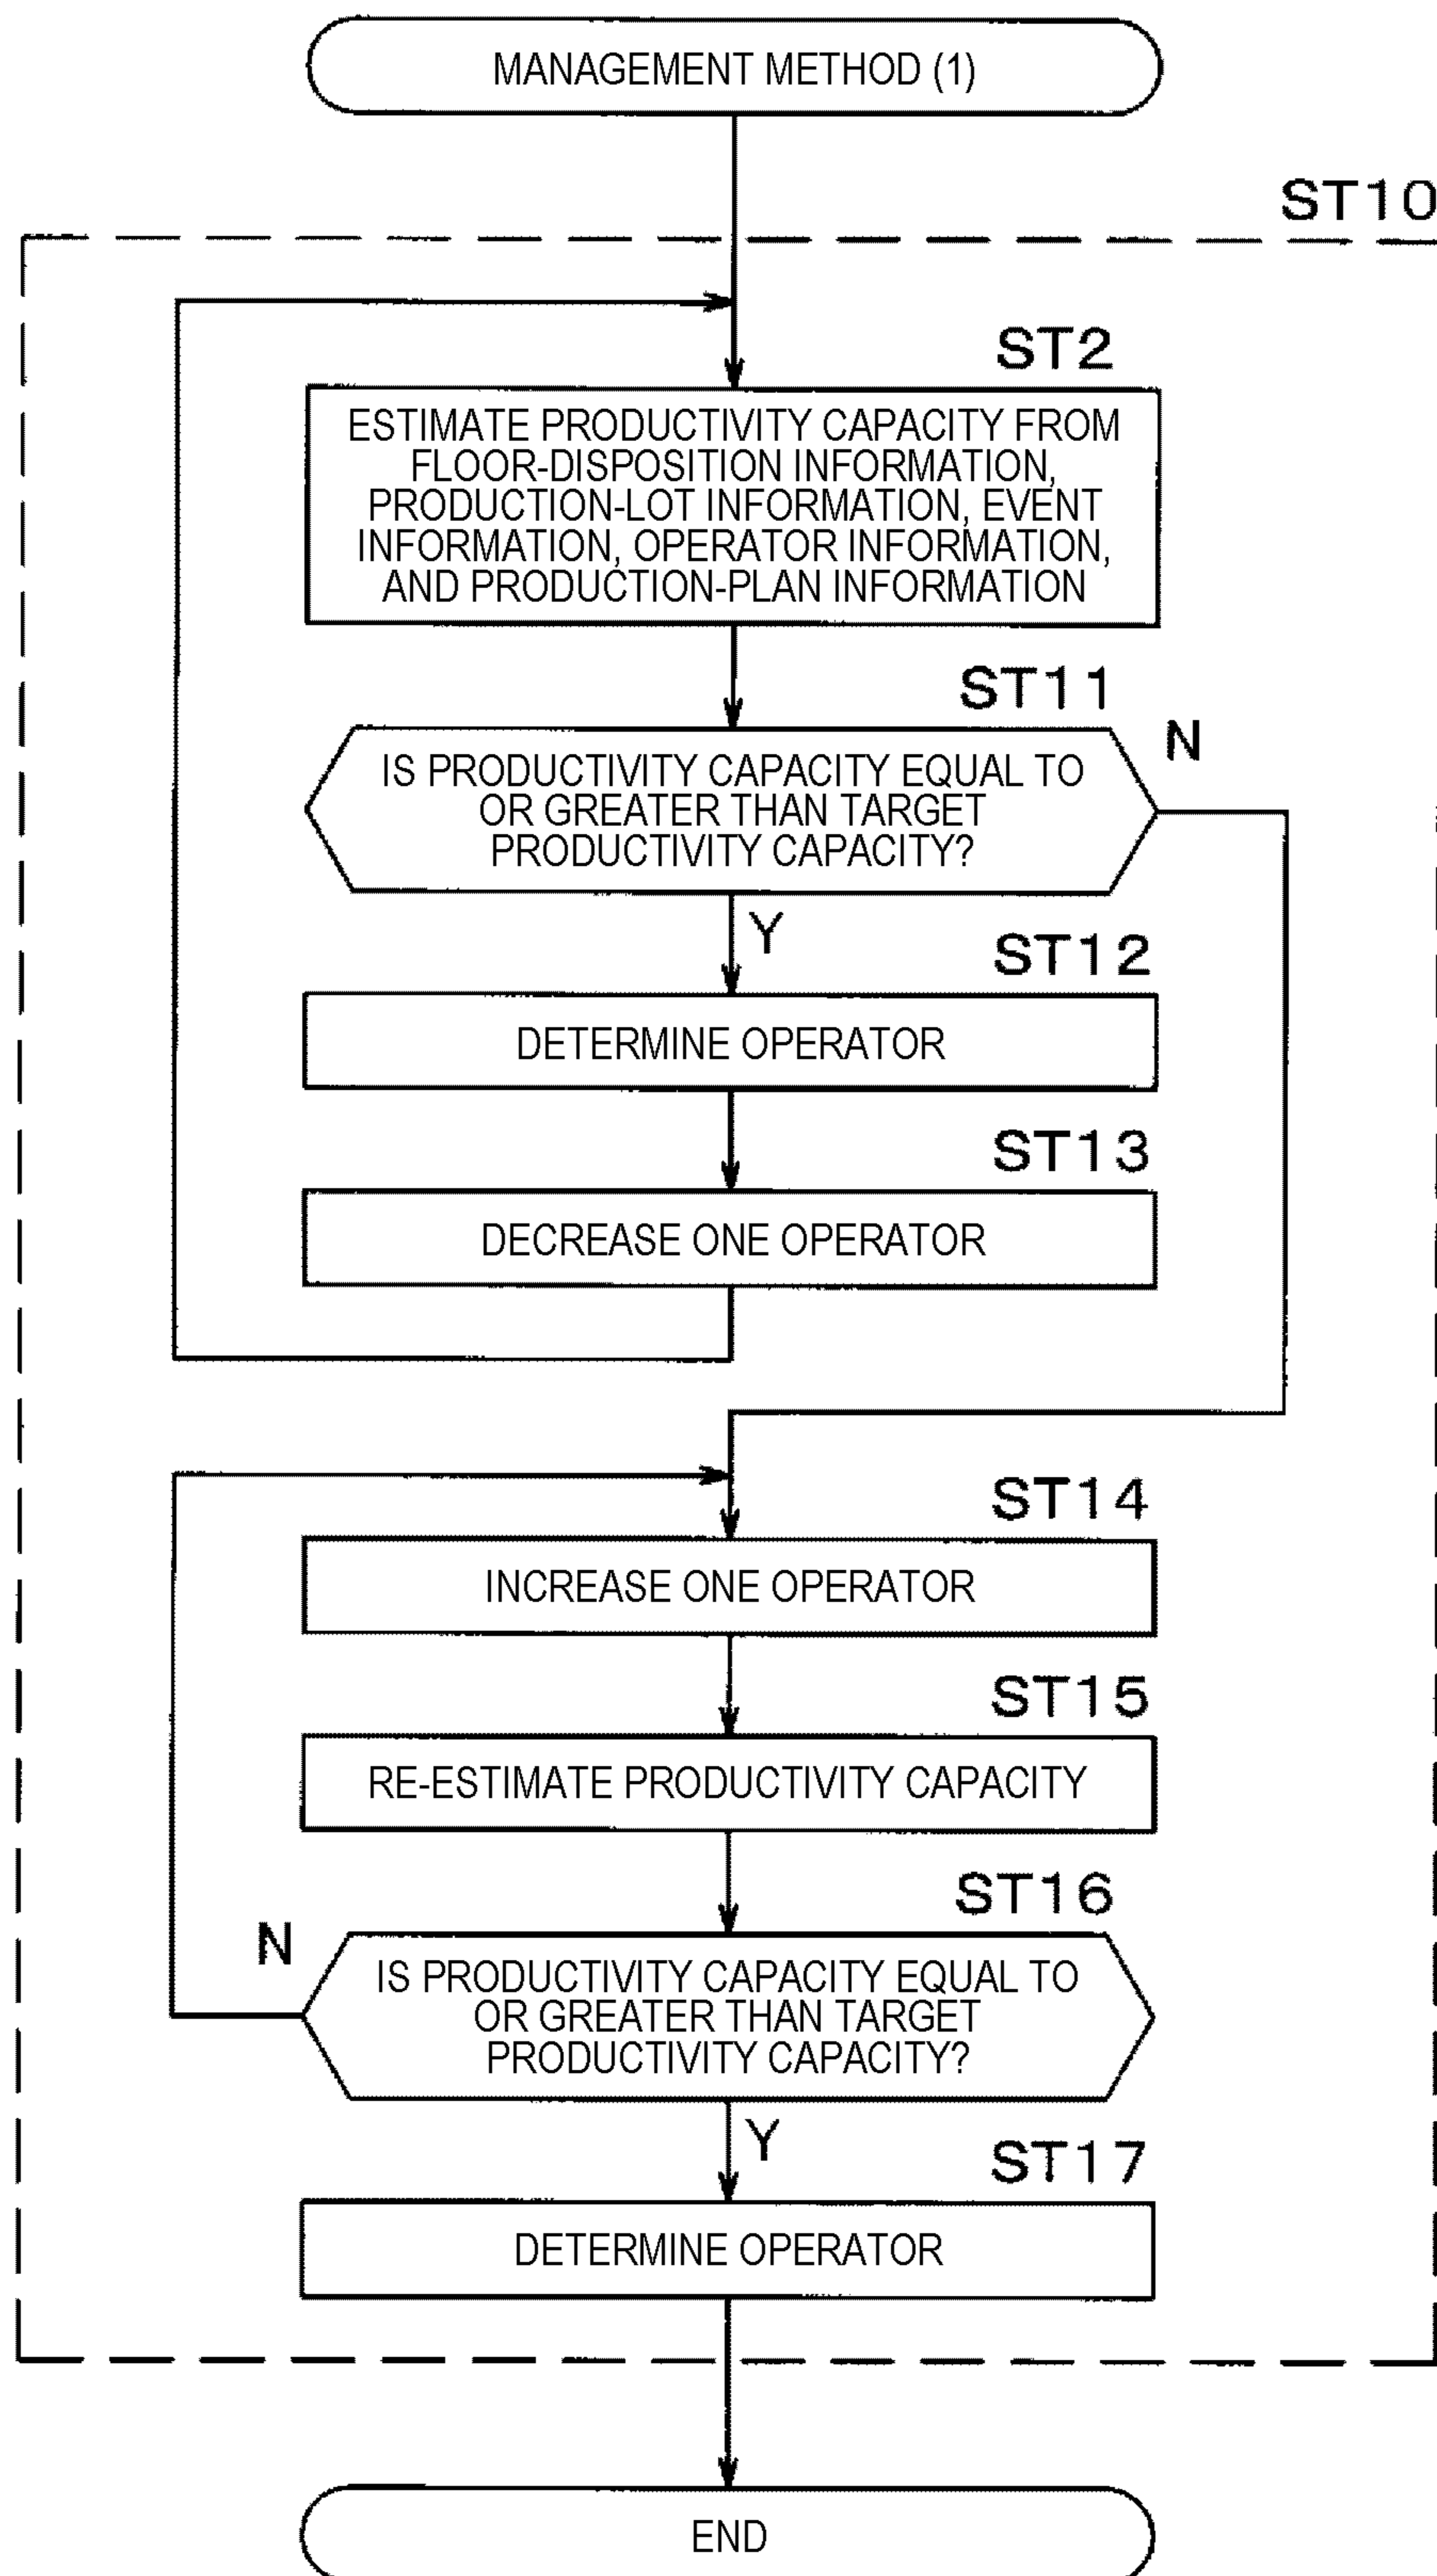 MANAGEMENT METHOD (1)
ST10
ST2
ESTIMATE PRODUCTIVITY CAPACITY FROM
FLOOR-DISPOSITION INFORMATION,
PRODUCTION-LOT INFORMATION, EVENT
INFORMATION, OPERATOR INFORMATION,
AND PRODUCTION-PLAN INFORMATION
ST11
N
IS PRODUCTIVITY CAPACITY EQUAL TO
OR GREATER THAN TARGET
PRODUCTIVITY CAPACITY?
Y
ST12
DETERMINE OPERATOR
ST13
DECREASE ONE OPERATOR
ST14
INCREASE ONE OPERATOR
ST15
RE-ESTIMATE PRODUCTIVITY CAPACITY
ST16
N
IS PRODUCTIVITY CAPACITY EQUAL TO
OR GREATER THAN TARGET
PRODUCTIVITY CAPACITY?
Y
ST17
DETERMINE OPERATOR
END